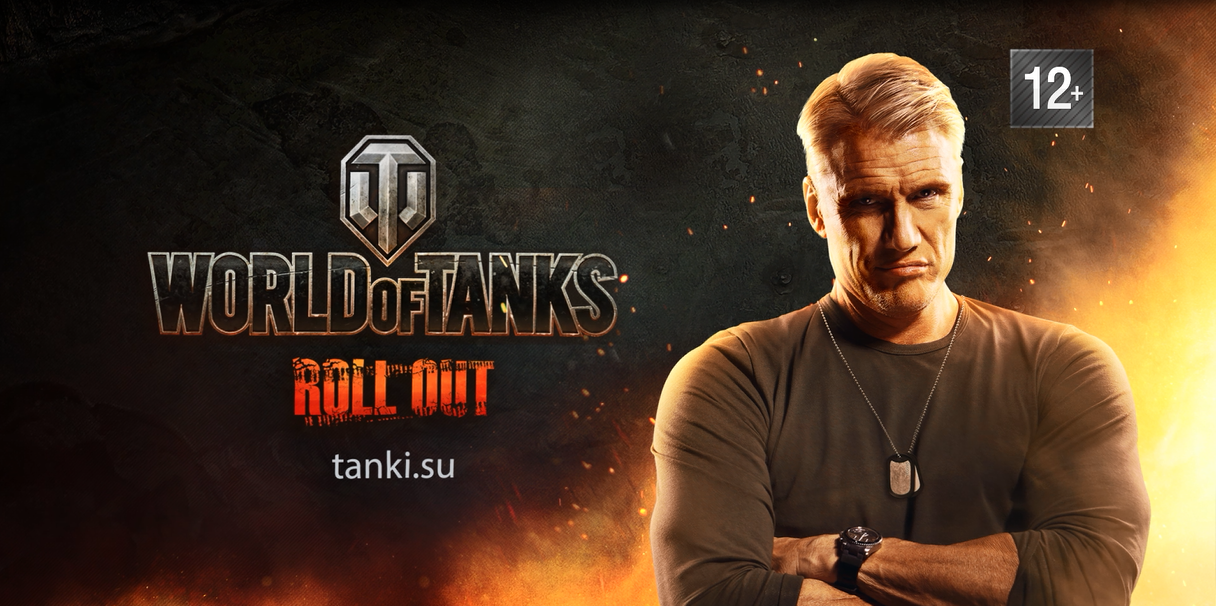 12+
WORLD OF TANKS
ROLL OUT
tanki.su